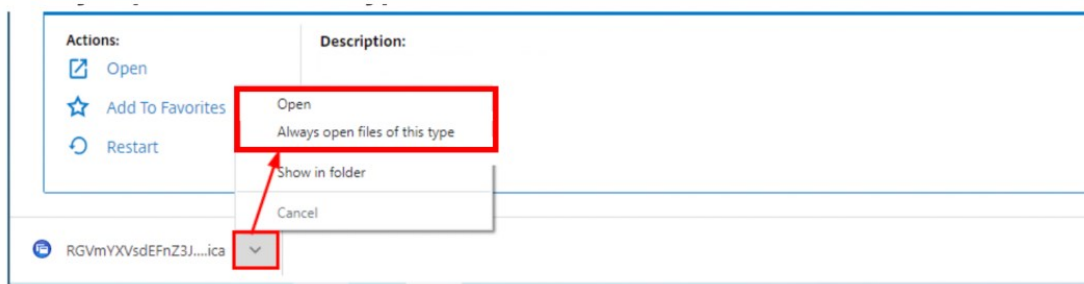 Actions:
Description:
Open
Add To Favorites
Restart
Open
Always open files of this type
Show in folder
Cancel
RGVmYXVsdEFnZ3J....ica